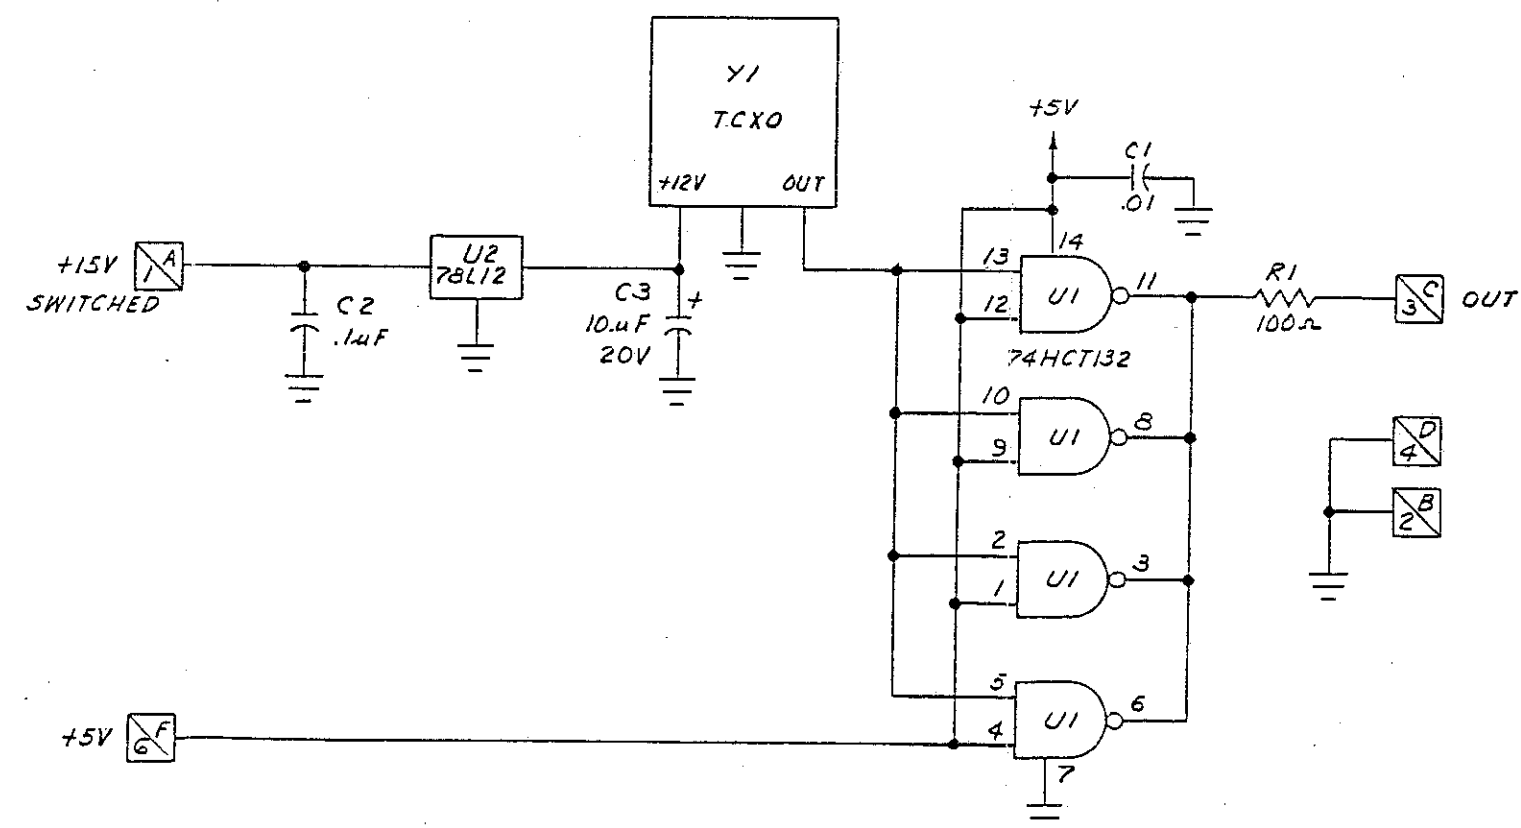 Y1
TCXO
+12V
OUT
+5V
C1
.01
14
+15V
SWITCHED
A
1
U2
78L12
C2
.1uF
C3
+
10uF
20V
13
12
U1
11
74HCT132
R1
100Ω
C
3
OUT
10
9
U1
8
D
4
B
2
2
1
U1
3
5
4
U1
6
7
+5V
F
6